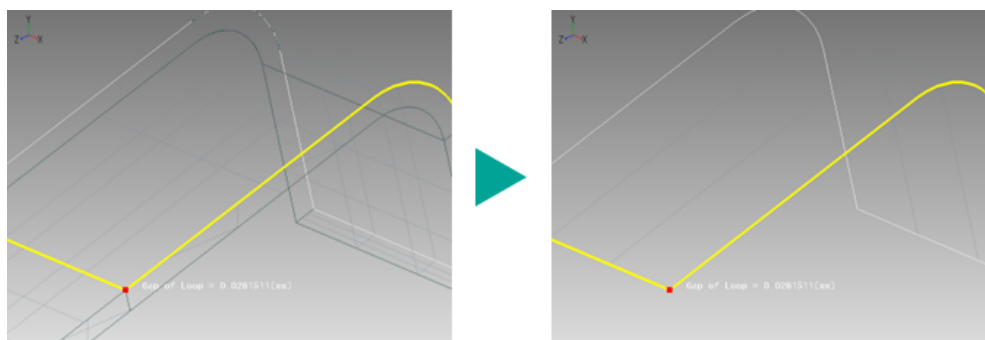 Y
Z X
Gap of Loop = 0.0281511(mm)
Y
Z X
Gap of Loop = 0.0281511(mm)